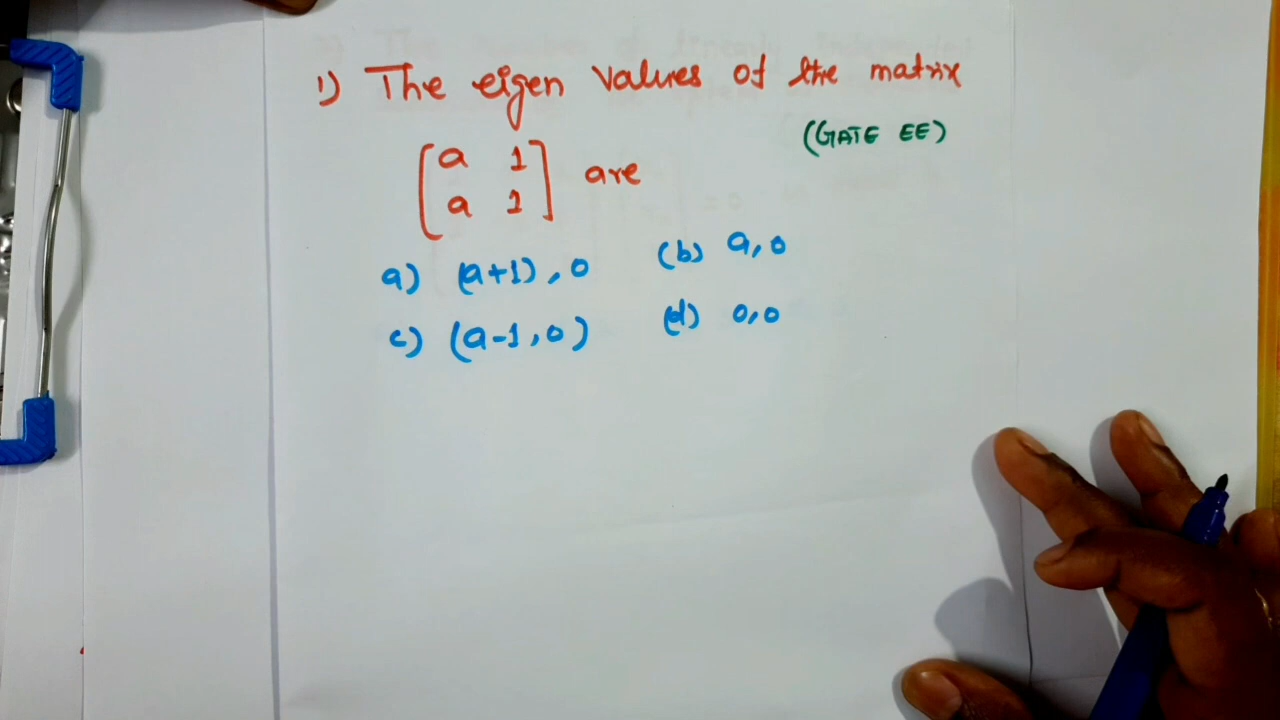 1) The eigen values of the matrix
(GATE EE)
[a 1
a 1] are
a) (a+1), 0 (b) a, 0
c) (a-1, 0) (d) 0, 0